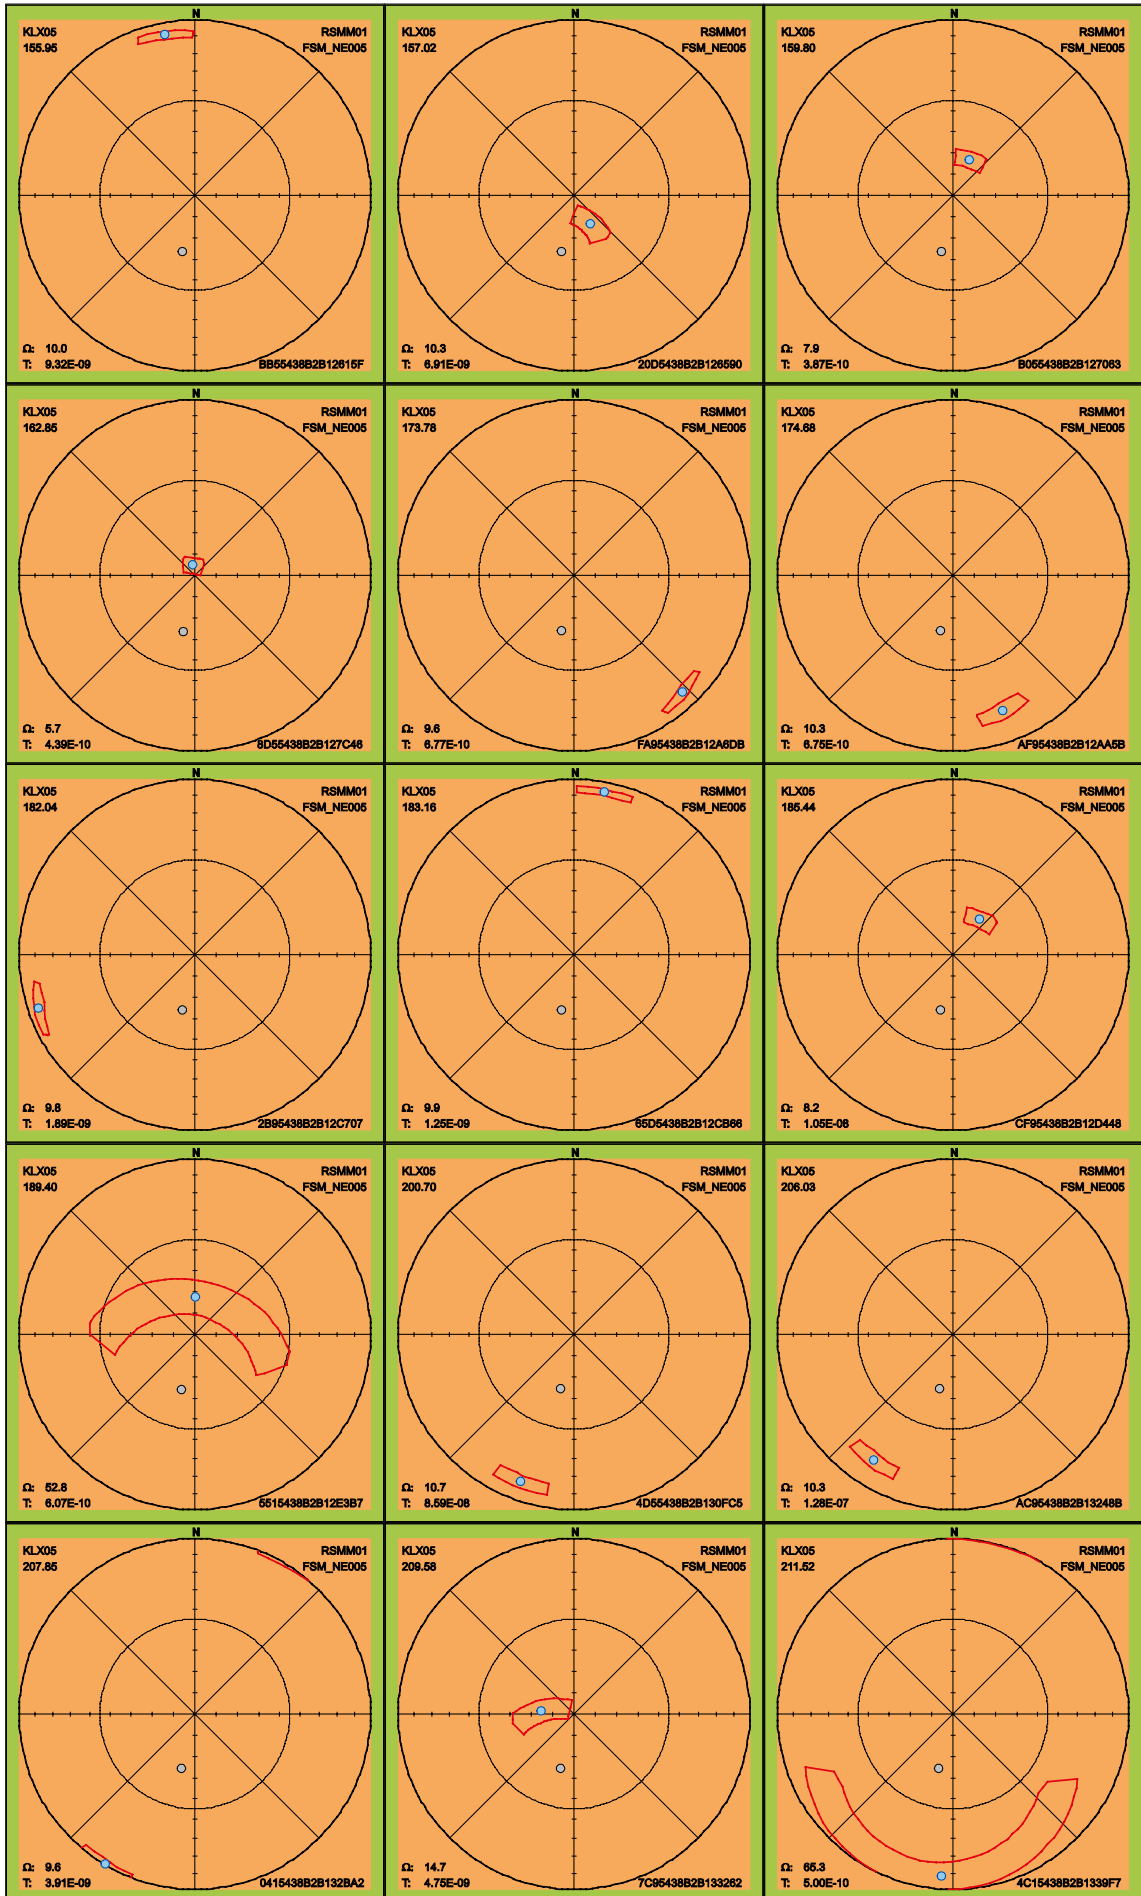 N
KLX05 RSMM01
155.95 FSM_NE005
Ω: 10.0
T: 9.32E-09 BB55438B2B12615F
N
KLX05 RSMM01
157.02 FSM_NE005
Ω: 10.3
T: 6.91E-09 20D5438B2B126590
N
KLX05 RSMM01
159.80 FSM_NE005
Ω: 7.9
T: 3.87E-10 B055438B2B127063
N
KLX05 RSMM01
162.85 FSM_NE005
Ω: 5.7
T: 4.39E-10 8D55438B2B127C46
N
KLX05 RSMM01
173.78 FSM_NE005
Ω: 9.6
T: 6.77E-10 FA95438B2B12A6DB
N
KLX05 RSMM01
174.68 FSM_NE005
Ω: 10.3
T: 6.75E-10 AF95438B2B12AA5B
N
KLX05 RSMM01
182.04 FSM_NE005
Ω: 9.8
T: 1.89E-09 2B95438B2B12C707
N
KLX05 RSMM01
183.16 FSM_NE005
Ω: 9.9
T: 1.25E-09 65D5438B2B12CB66
N
KLX05 RSMM01
185.44 FSM_NE005
Ω: 8.2
T: 1.05E-08 CF95438B2B12D448
N
KLX05 RSMM01
189.40 FSM_NE005
Ω: 52.8
T: 6.07E-10 5515438B2B12E3B7
N
KLX05 RSMM01
200.70 FSM_NE005
Ω: 10.7
T: 8.59E-08 4D55438B2B130FC5
N
KLX05 RSMM01
206.03 FSM_NE005
Ω: 10.3
T: 1.28E-07 AC95438B2B13248B
N
KLX05 RSMM01
207.85 FSM_NE005
Ω: 9.6
T: 3.91E-09 0415438B2B132BA2
N
KLX05 RSMM01
209.58 FSM_NE005
Ω: 14.7
T: 4.75E-09 7C95438B2B133262
N
KLX05 RSMM01
211.52 FSM_NE005
Ω: 65.3
T: 5.00E-10 4C15438B2B1339F7